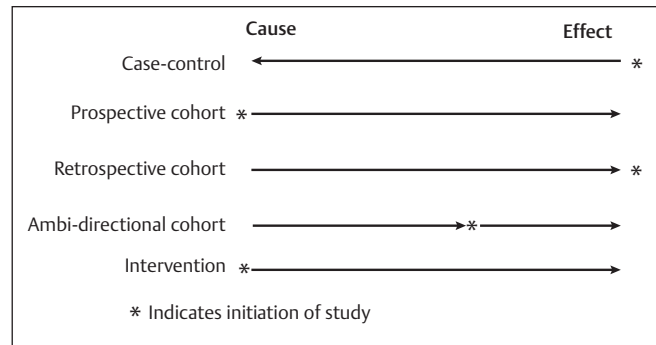 Cause Effect
Case-control *
Prospective cohort *
Retrospective cohort *
Ambi-directional cohort *
Intervention *
* Indicates initiation of study